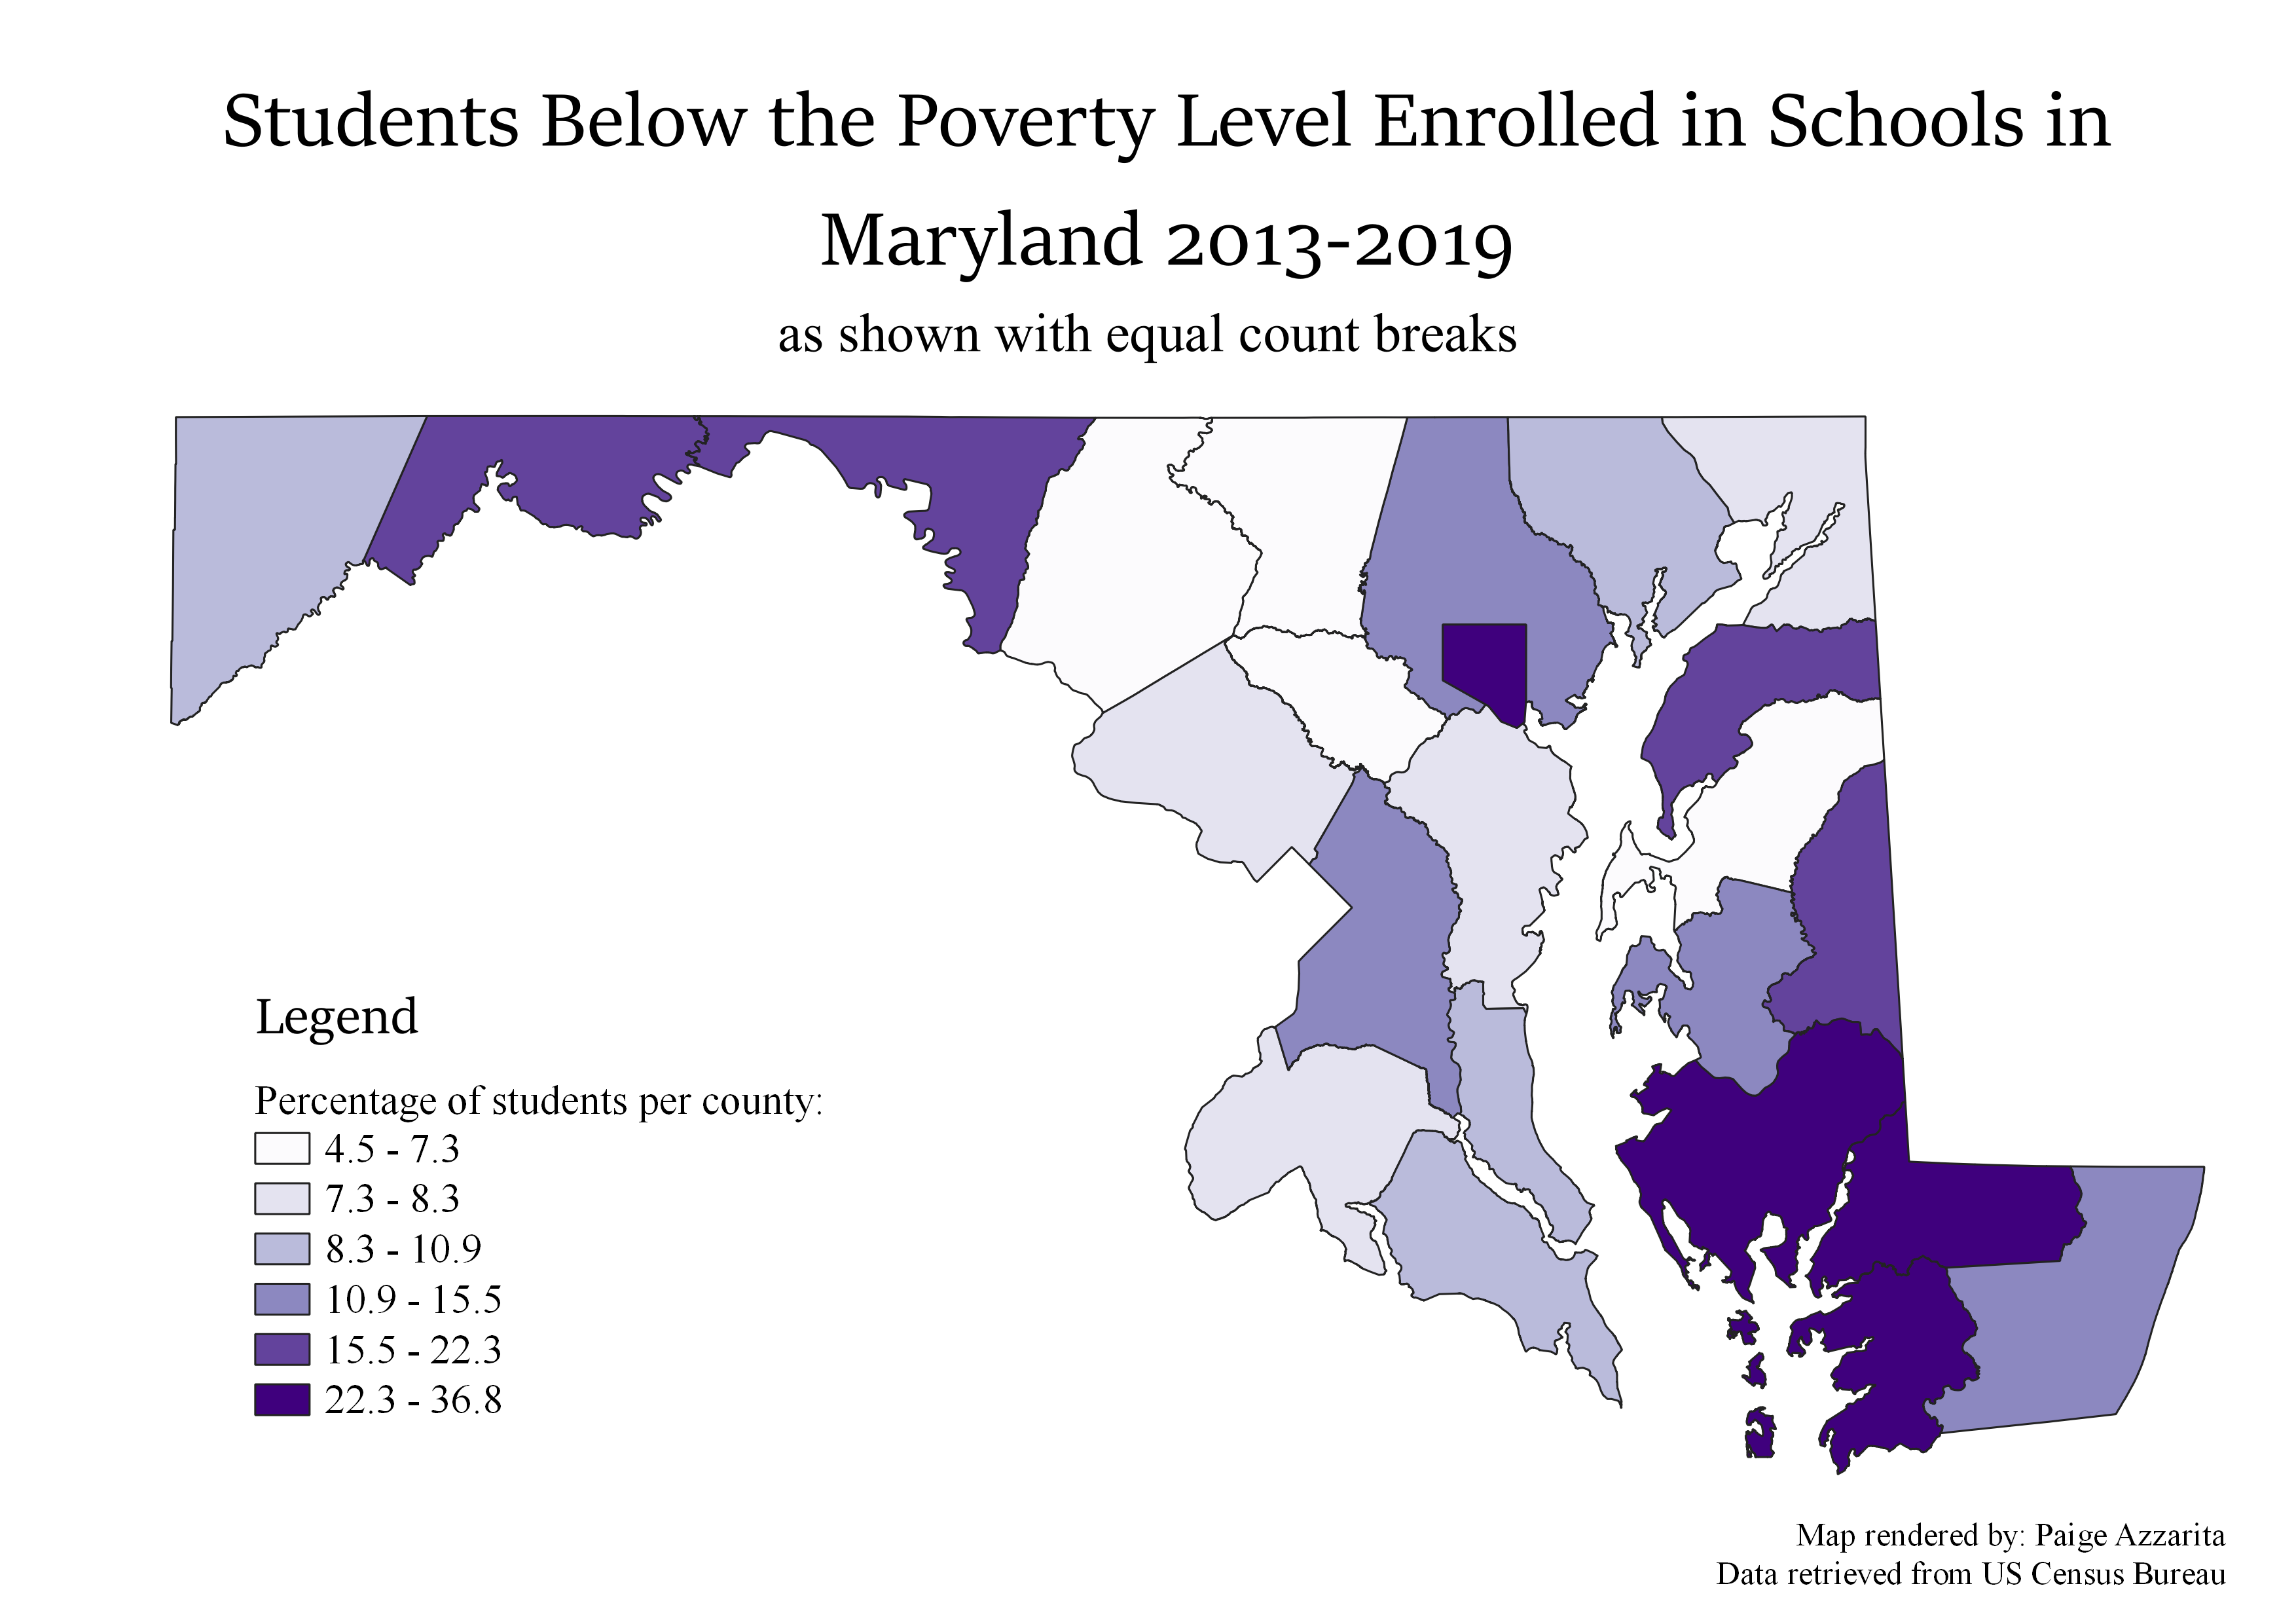 Students Below the Poverty Level Enrolled in Schools in
Maryland 2013-2019
as shown with equal count breaks
Legend
Percentage of students per county:
4.5 - 7.3
7.3 - 8.3
8.3 - 10.9
10.9 - 15.5
15.5 - 22.3
22.3 - 36.8
Map rendered by: Paige Azzarita
Data retrieved from US Census Bureau